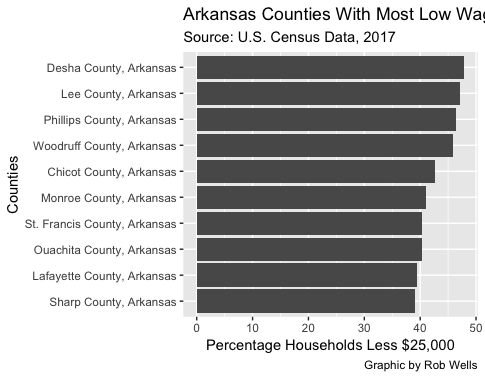 Arkansas Counties With Most Low Wag
Source: U.S. Census Data, 2017
Desha County, Arkansas
Lee County, Arkansas
Phillips County, Arkansas
Woodruff County, Arkansas
Chicot County, Arkansas
Monroe County, Arkansas
St. Francis County, Arkansas
Ouachita County, Arkansas
Lafayette County, Arkansas
Sharp County, Arkansas
Counties
0 10 20 30 40 50
Percentage Households Less $25,000
Graphic by Rob Wells